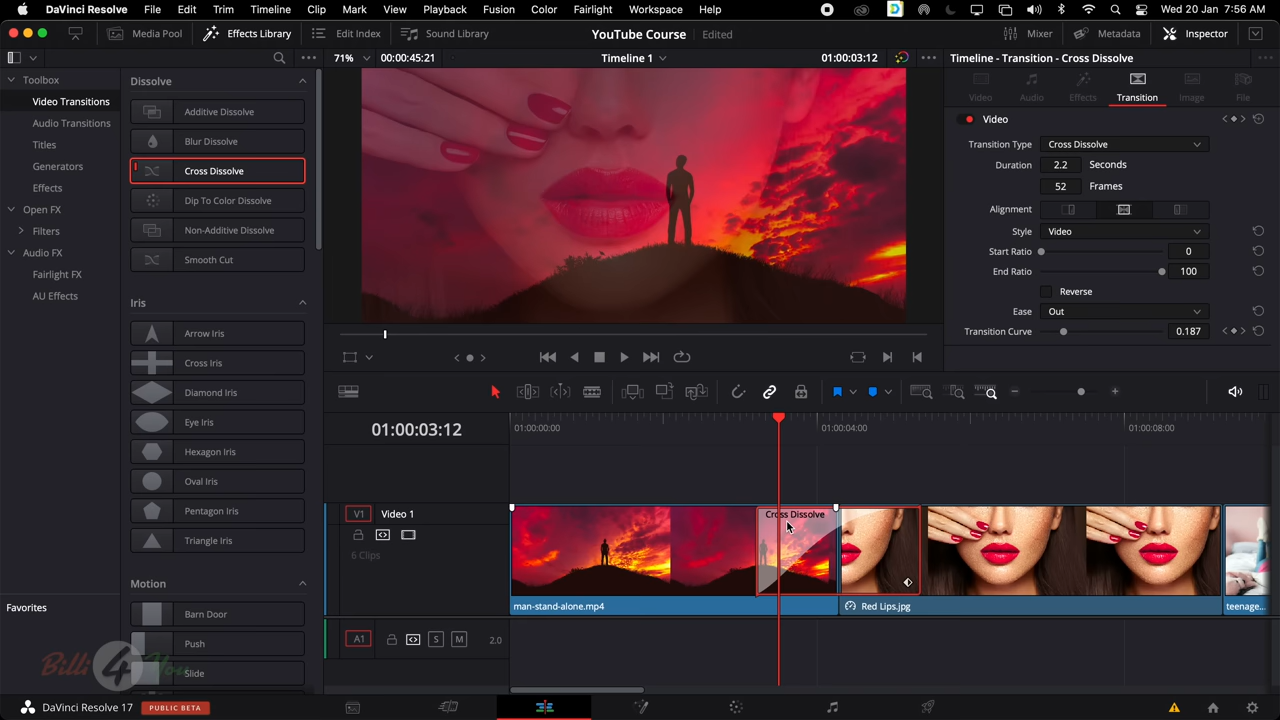 DaVinci Resolve File Edit Trim Timeline Clip Mark View Playback Fusion Color Fairlight Workspace Help Wed 20 Jan 7:56 AM
Media Pool Effects Library Edit Index Sound Library YouTube Course Edited Mixer Metadata Inspector
71% 00:00:45:21 Timeline 1 01:00:03:12 Timeline - Transition - Cross Dissolve
Toolbox
Video Transitions
Audio Transitions
Titles
Generators
Effects
Open FX
Filters
Audio FX
Fairlight FX
AU Effects
Favorites
Dissolve
Additive Dissolve
Blur Dissolve
Cross Dissolve
Dip To Color Dissolve
Non-Additive Dissolve
Smooth Cut
Iris
Arrow Iris
Cross Iris
Diamond Iris
Eye Iris
Hexagon Iris
Oval Iris
Pentagon Iris
Triangle Iris
Motion
Barn Door
Push
Slide
Video Audio Effects Transition Image File
Video
Transition Type Cross Dissolve
Duration 2.2 Seconds
52 Frames
Alignment
Style Video
Start Ratio 0
End Ratio 100
Reverse
Ease Out
Transition Curve 0.187
01:00:03:12 01:00:00:00 01:00:04:00 01:00:08:00
V1 Video 1
6 Clips
Cross Dissolve
man-stand-alone.mp4 Red Lips.jpg teenage...
A1 S M 2.0
Billi 4 You
DaVinci Resolve 17 PUBLIC BETA